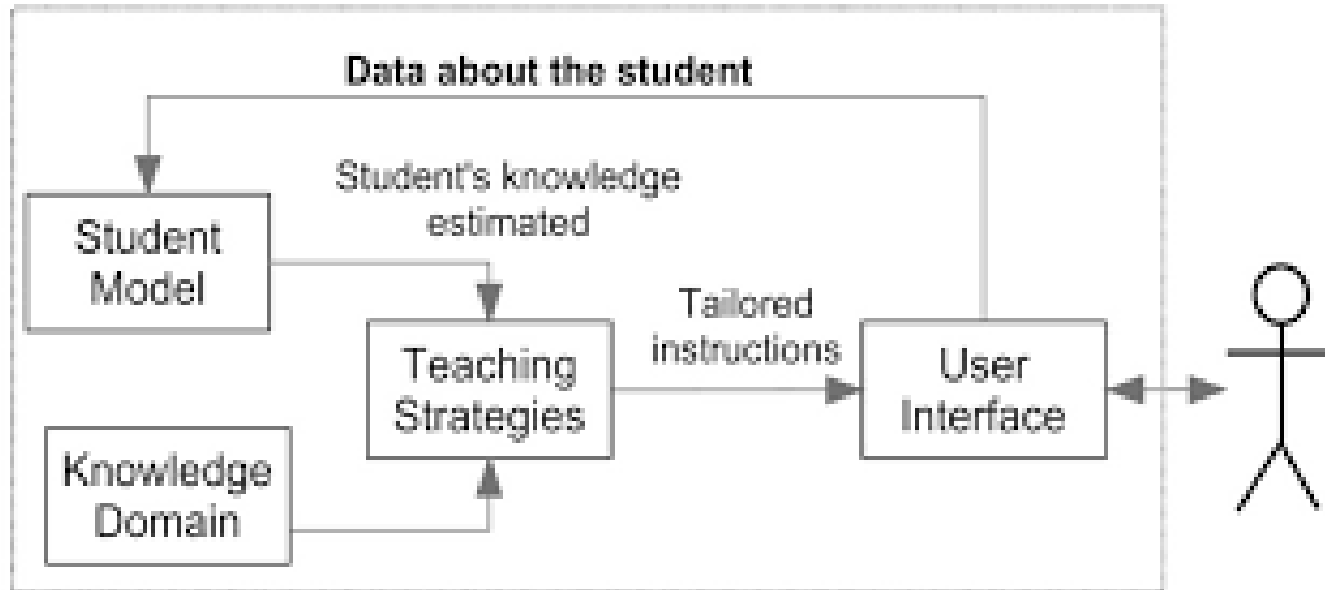 Data about the student
Student's knowledge
estimated
Student
Model
Tailored
instructions
Teaching
Strategies
User
Interface
Knowledge
Domain